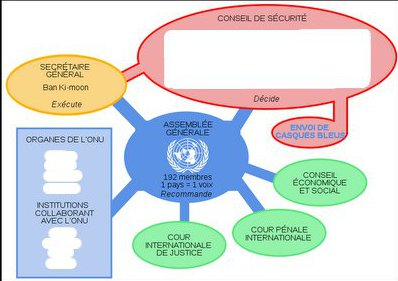 CONSEIL DE SÉCURITÉ
Décide
SECRÉTAIRE
GÉNÉRAL
Ban Ki-moon
Exécute
ENVOI DE
CASQUES BLEUS
ASSEMBLÉE
GÉNÉRALE
192 membres
1 pays = 1 voix
Recommande
ORGANES DE L'ONU
INSTITUTIONS
COLLABORANT
AVEC L'ONU
CONSEIL
ÉCONOMIQUE
ET SOCIAL
COUR PÉNALE
INTERNATIONALE
COUR
INTERNATIONALE
DE JUSTICE